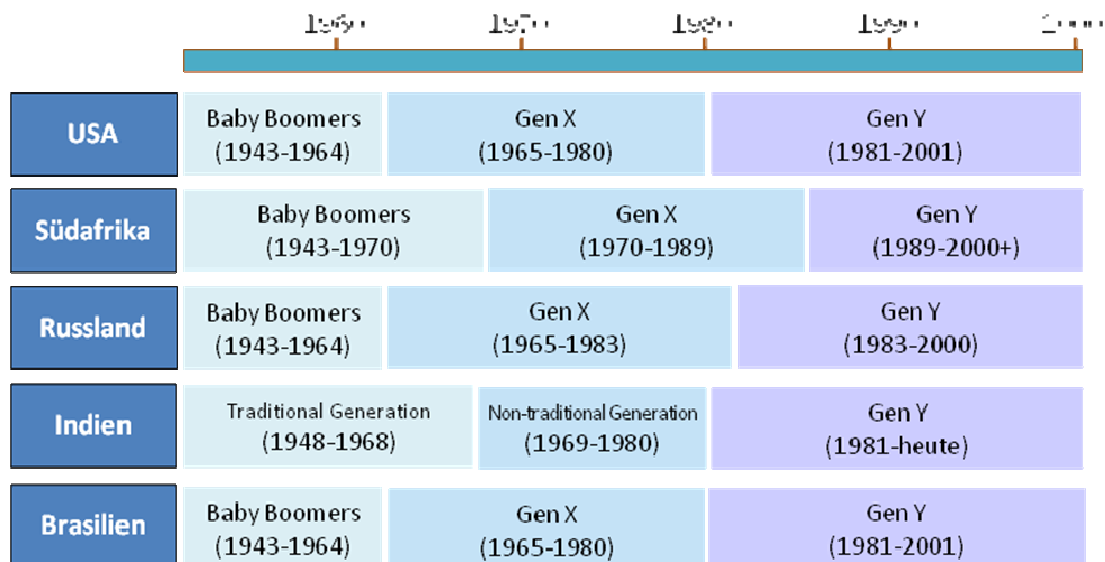 1960 1970 1980 1990 2000
USA
Baby Boomers
(1943-1964)
Gen X
(1965-1980)
Gen Y
(1981-2001)
Südafrika
Baby Boomers
(1943-1970)
Gen X
(1970-1989)
Gen Y
(1989-2000+)
Russland
Baby Boomers
(1943-1964)
Gen X
(1965-1983)
Gen Y
(1983-2000)
Indien
Traditional Generation
(1948-1968)
Non-traditional Generation
(1969-1980)
Gen Y
(1981-heute)
Brasilien
Baby Boomers
(1943-1964)
Gen X
(1965-1980)
Gen Y
(1981-2001)